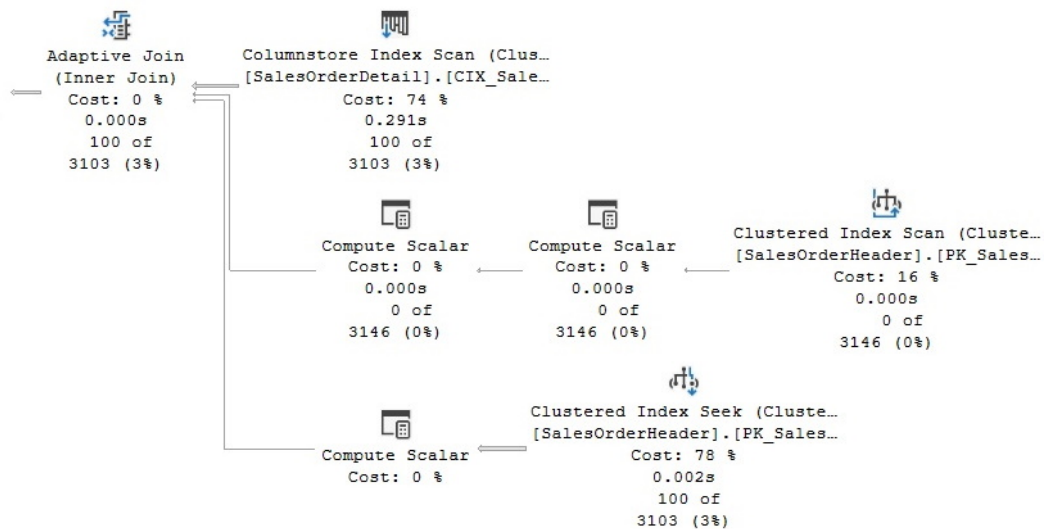 Adaptive Join
(Inner Join)
Cost: 0 %
0.000s
100 of
3103 (3%)
Columnstore Index Scan (Clus…
[SalesOrderDetail].[CIX_Sale…
Cost: 74 %
0.291s
100 of
3103 (3%)
Compute Scalar
Cost: 0 %
0.000s
0 of
3146 (0%)
Compute Scalar
Cost: 0 %
0.000s
0 of
3146 (0%)
Clustered Index Scan (Cluste…
[SalesOrderHeader].[PK_Sales…
Cost: 16 %
0.000s
0 of
3146 (0%)
Compute Scalar
Cost: 0 %
Clustered Index Seek (Cluste…
[SalesOrderHeader].[PK_Sales…
Cost: 78 %
0.002s
100 of
3103 (3%)